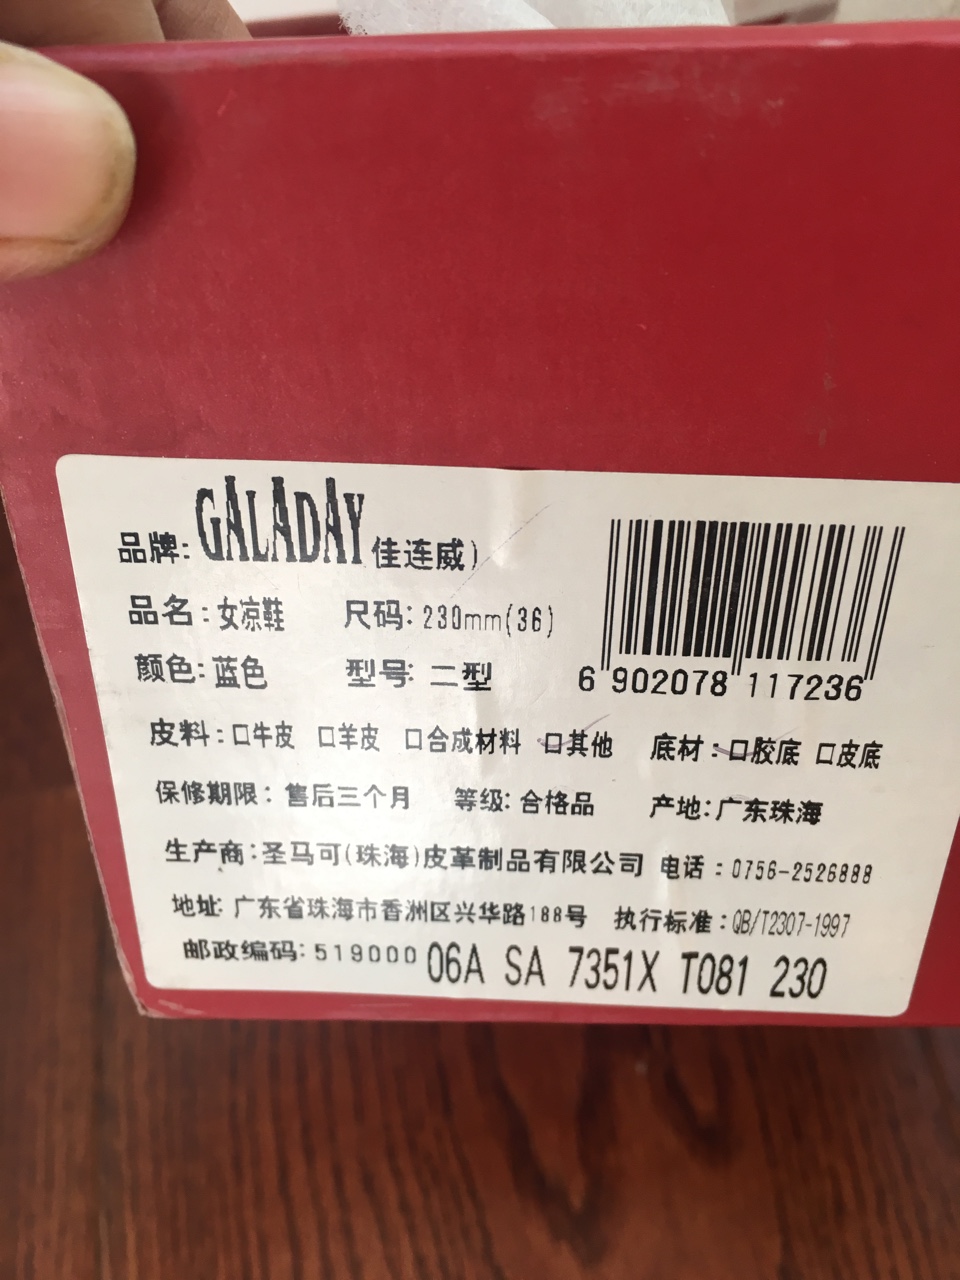 品牌: GALADAY 佳连威)
品名: 女凉鞋 尺码: 230mm(36)
颜色: 蓝色 型号: 二型
6 902078 117236
皮料: 口牛皮 口羊皮 口合成材料 口其他 底材: 口胶底 口皮底
保修期限: 售后三个月 等级: 合格品 产地: 广东珠海
生产商: 圣马可(珠海)皮革制品有限公司 电话: 0756-2526888
地址: 广东省珠海市香洲区兴华路188号 执行标准: QB/T2307-1997
邮政编码: 519000 06A SA 7351X T081 230